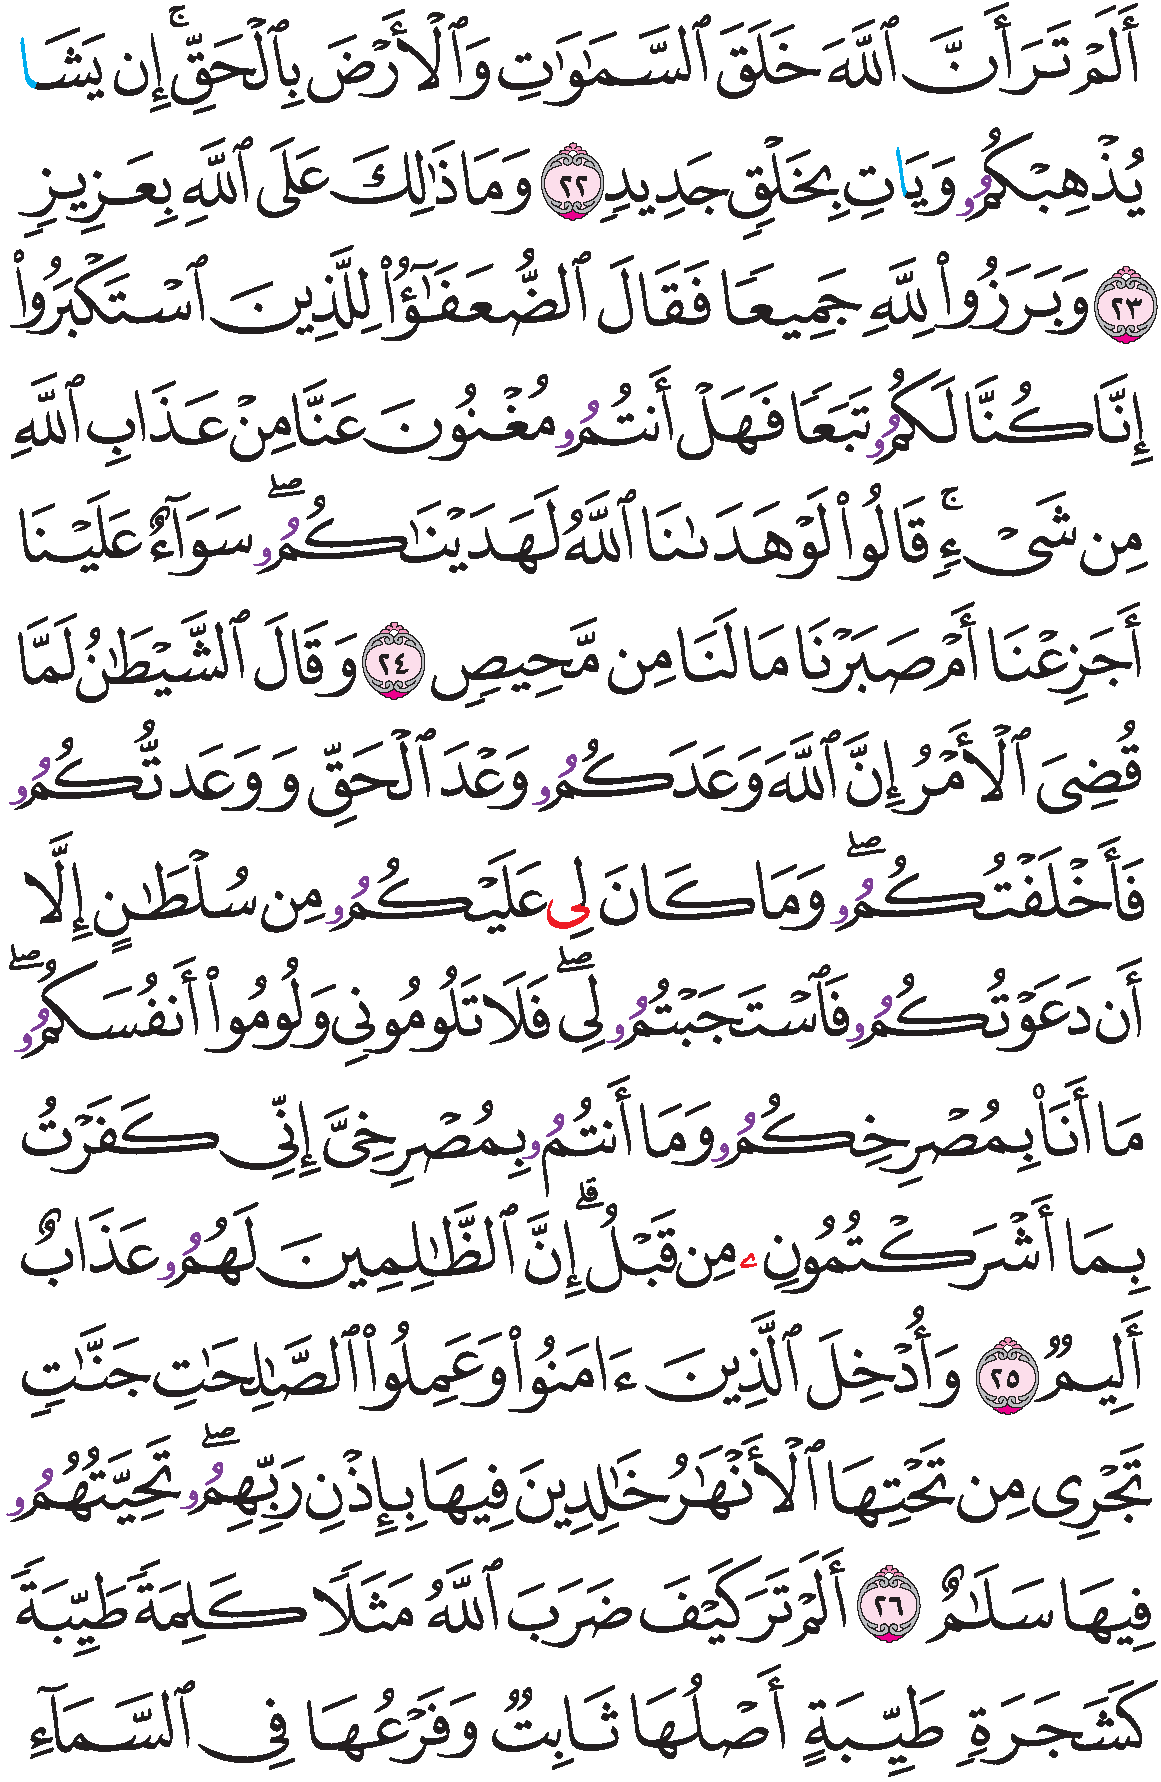 أَلَمْ تَرَ أَنَّ ٱللَّهَ خَلَقَ ٱلسَّمَٰوَٰتِ وَٱلْأَرْضَ بِٱلْحَقِّۚ إِن يَشَا
يُذْهِبْكُمُۥ وَيَاتِ بِخَلْقٍ جَدِيدٍ ٢٢ وَمَا ذَٰلِكَ عَلَى ٱللَّهِ بِعَزِيزٍ
٢٣ وَبَرَزُوا۟ لِلَّهِ جَمِيعًا فَقَالَ ٱلضُّعَفَٰٓؤُا۟ لِلَّذِينَ ٱسْتَكْبَرُوٓا۟
إِنَّا كُنَّا لَكُمُۥ تَبَعًا فَهَلْ أَنتُمُۥ مُغْنُونَ عَنَّا مِنْ عَذَابِ ٱللَّهِ
مِن شَىْءٍۚ قَالُوا۟ لَوْ هَدَىٰنَا ٱللَّهُ لَهَدَيْنَٰكُمُۥۖ سَوَآءٌ عَلَيْنَا
أَجَزِعْنَا أَمْ صَبَرْنَا مَا لَنَا مِن مَّحِيصٍ ٢٤ وَقَالَ ٱلشَّيْطَٰنُ لَمَّا
قُضِىَ ٱلْأَمْرُ إِنَّ ٱللَّهَ وَعَدَكُمُۥ وَعْدَ ٱلْحَقِّ وَوَعَدتُّكُمُۥ
فَأَخْلَفْتُكُمُۥۖ وَمَا كَانَ لِى عَلَيْكُمُۥ مِن سُلْطَٰنٍ إِلَّا
أَن دَعَوْتُكُمُۥ فَٱسْتَجَبْتُمُۥ لِىۖ فَلَا تَلُومُونِى وَلُومُوا۟ أَنفُسَكُمُۥۖ
مَا أَنَا۠ بِمُصْرِخِكُمُۥ وَمَا أَنتُمُۥ بِمُصْرِخِىَّ إِنِّى كَفَرْتُ
بِمَا أَشْرَكْتُمُونِۦ مِن قَبْلُۗ إِنَّ ٱلظَّٰلِمِينَ لَهُمُۥ عَذَابٌ
أَلِيمٌ ٢٥ وَأُدْخِلَ ٱلَّذِينَ ءَامَنُوا۟ وَعَمِلُوا۟ ٱلصَّٰلِحَٰتِ جَنَّٰتٍ
تَجْرِى مِن تَحْتِهَا ٱلْأَنْهَٰرُ خَٰلِدِينَ فِيهَا بِإِذْنِ رَبِّهِمُۥۖ تَحِيَّتُهُمُۥ
فِيهَا سَلَٰمٌ ٢٦ أَلَمْ تَرَ كَيْفَ ضَرَبَ ٱللَّهُ مَثَلًا كَلِمَةً طَيِّبَةً
كَشَجَرَةٍ طَيِّبَةٍ أَصْلُهَا ثَابِتٌ وَفَرْعُهَا فِى ٱلسَّمَآءِ